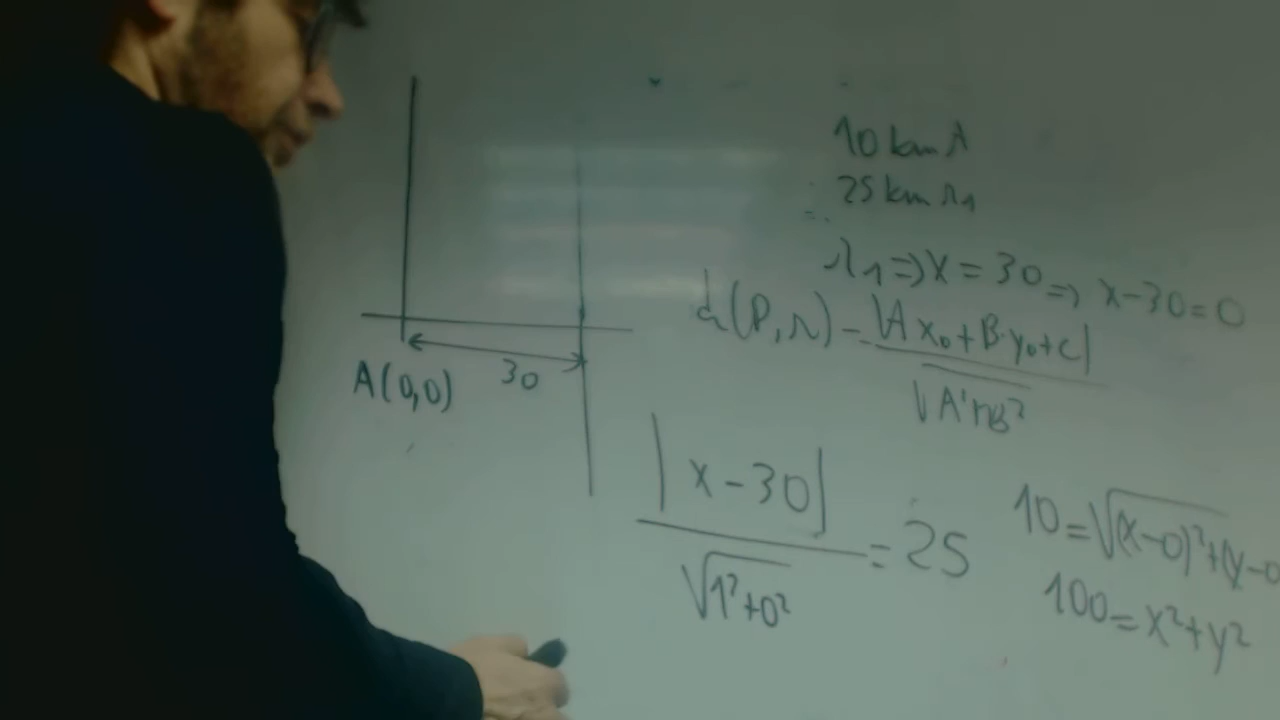 10 km A
25 km r₁
r₁ ⇒ x = 30 ⇒ x-30=0
d(P,r) = |A x₀+B·y₀+c|
√A²+B²
A(0,0)
30
|x-30|
√1²+0²
= 25
10=√(x-0)²+(y-0
100=x²+y²